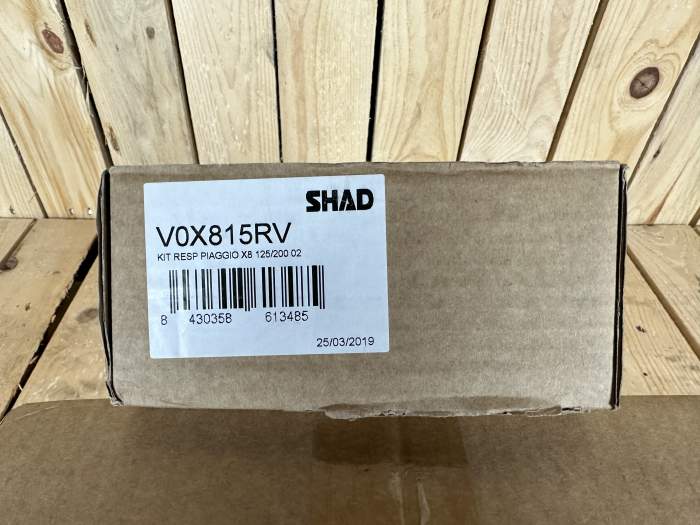 SHAD
V0X815RV
KIT RESP PIAGGIO X8 125/200 02
8 430358 613485
25/03/2019